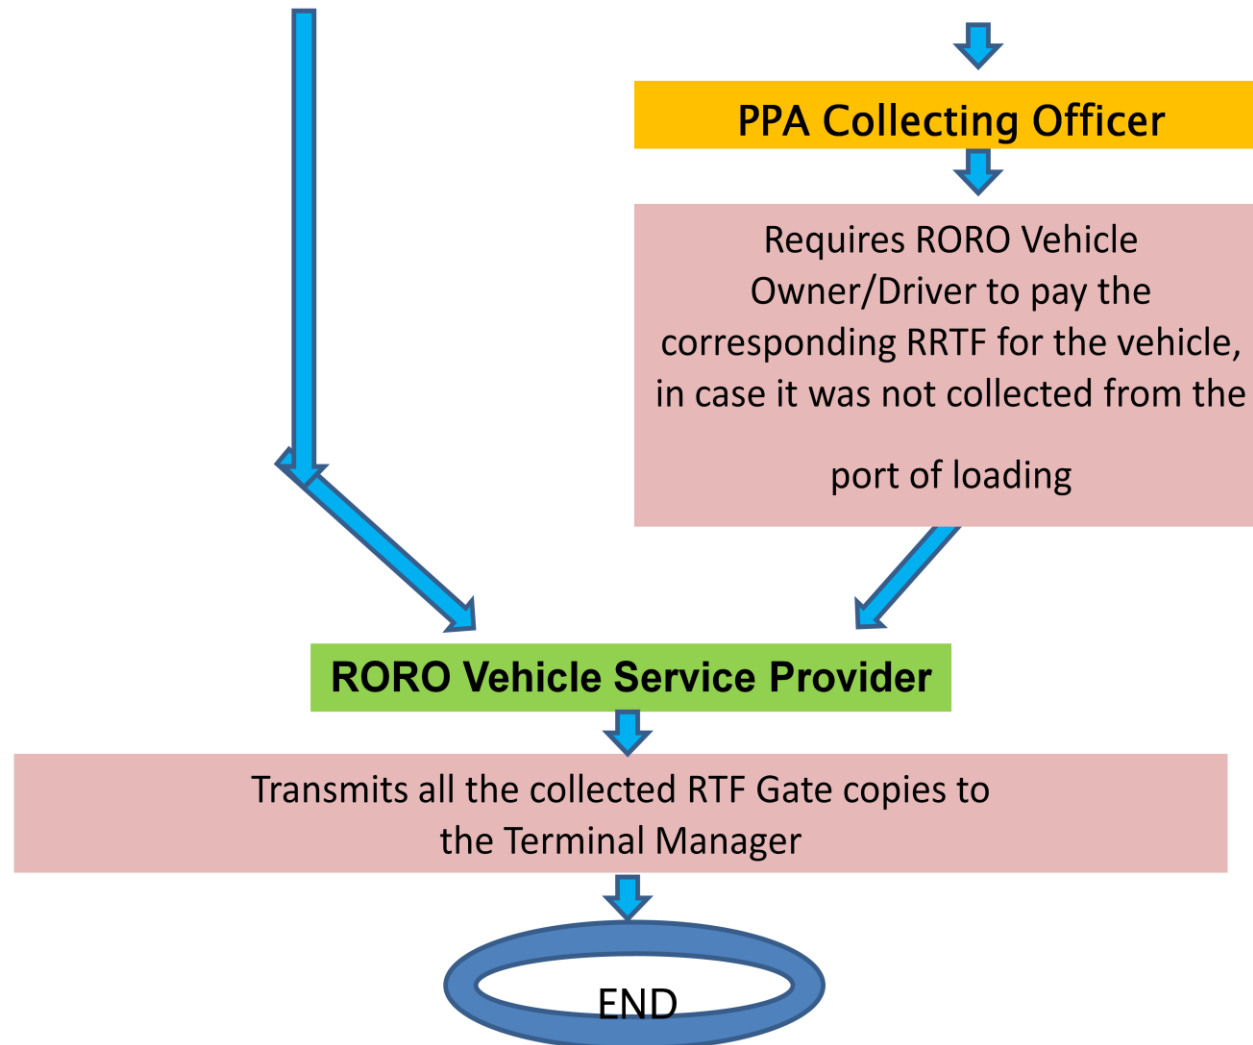 PPA Collecting Officer
Requires RORO Vehicle
Owner/Driver to pay the
corresponding RRTF for the vehicle,
in case it was not collected from the
port of loading
RORO Vehicle Service Provider
Transmits all the collected RTF Gate copies to
the Terminal Manager
END